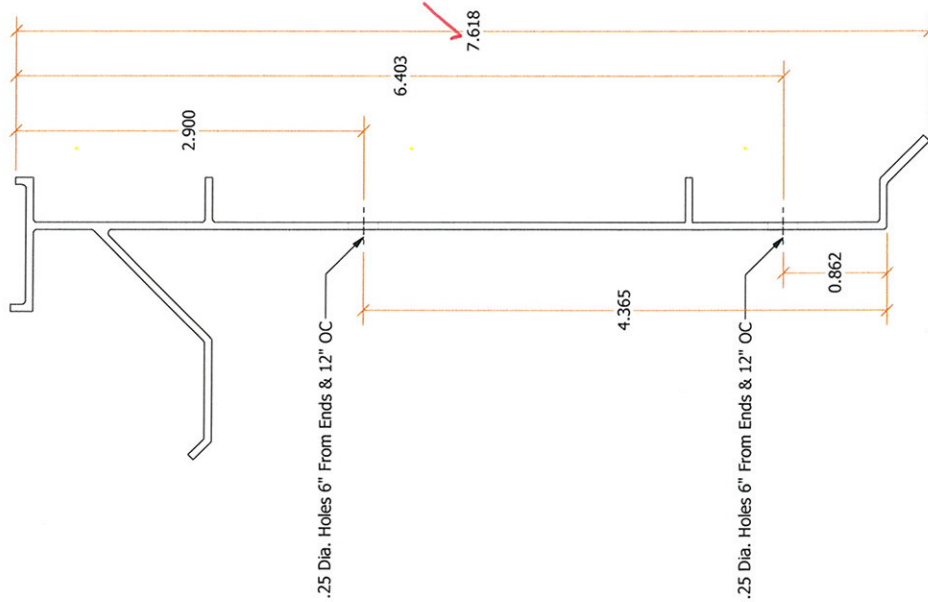 7.618
6.403
2.900
.25 Dia. Holes 6" From Ends & 12" OC
4.365
0.862
.25 Dia. Holes 6" From Ends & 12" OC